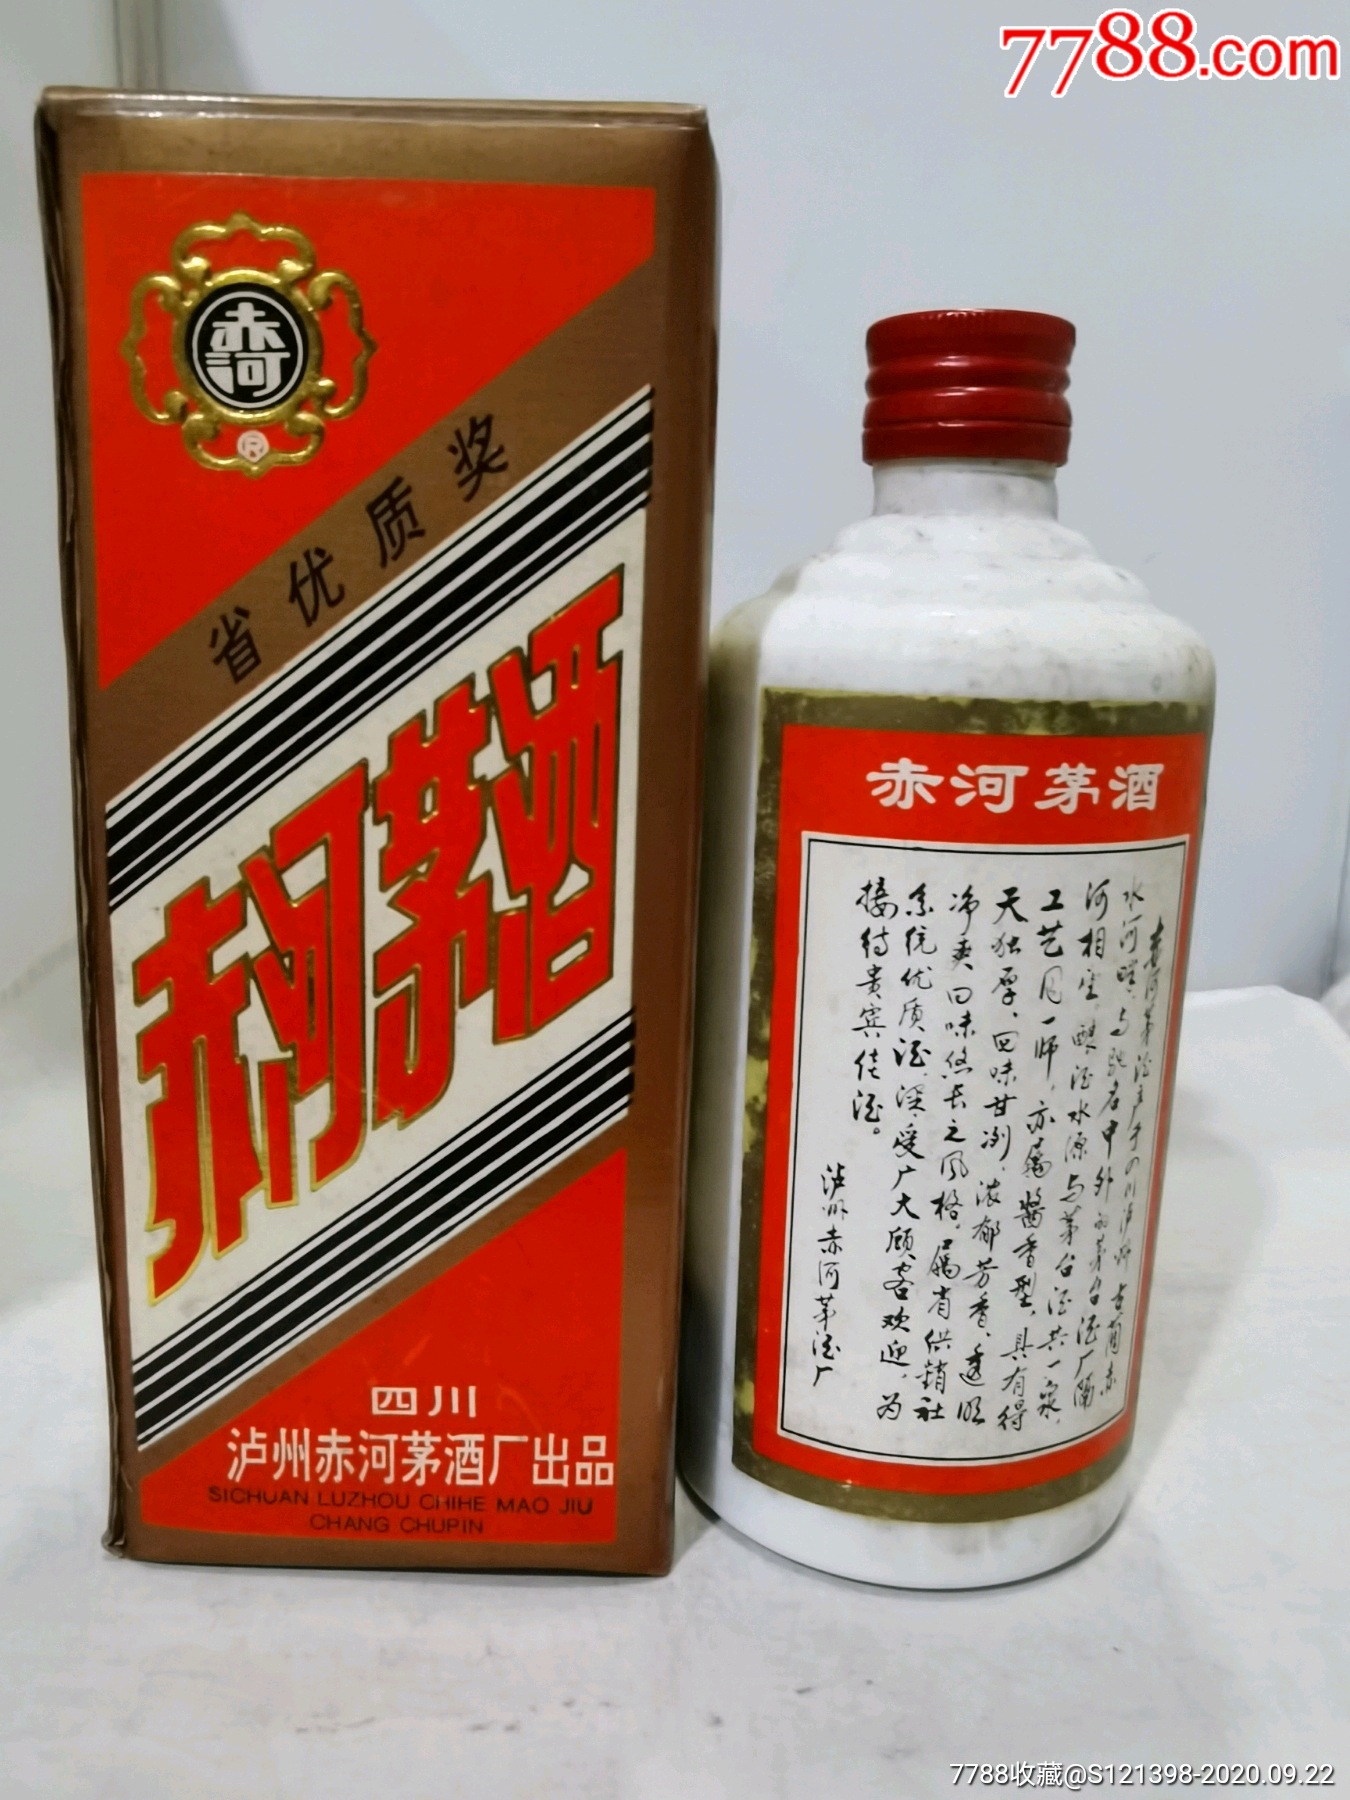 7788.com
赤河
®
省优质奖
赤河茅酒
四川
泸州赤河茅酒厂出品
SICHUAN LUZHOU CHIHE MAO JIU
CHANG CHUPIN
赤河茅酒
赤河茅酒产于四川泸州古蔺赤
水河畔，与驰名中外的茅台酒厂隔
河相望。酿酒水源与茅台酒共一泉，
工艺同一师，亦属酱香型，具有得
天独厚，回味甘冽，浓郁芳香，透明
净爽，回味悠长之风格。属省供销社
系统优质酒，深受广大顾客欢迎，为
接待贵宾佳酒。
泸州赤河茅酒厂
7788收藏@S121398-2020.09.22